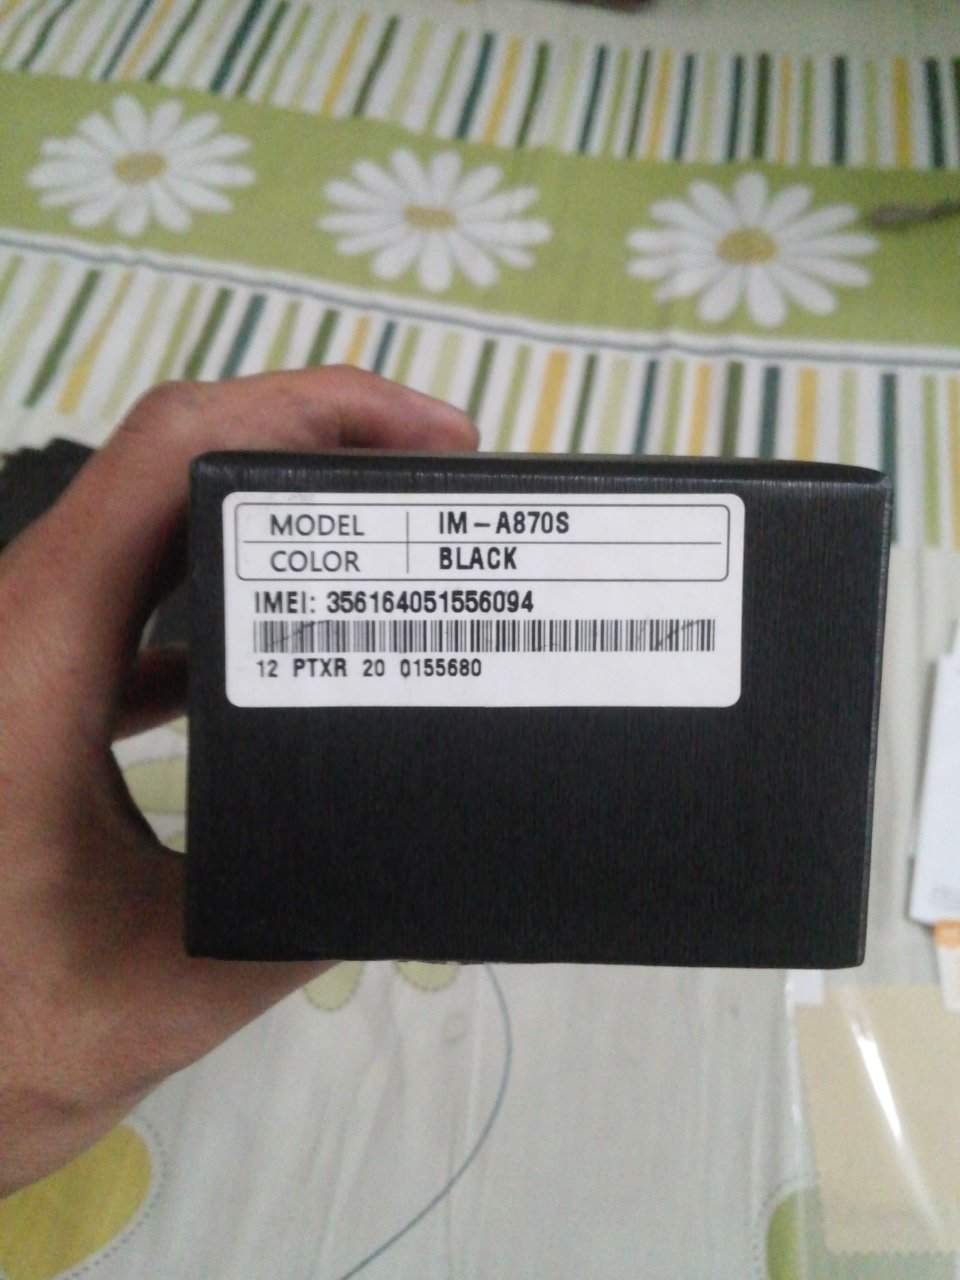 MODEL IM-A870S
COLOR BLACK
IMEI: 356164051556094
12 PTXR 20 0155680